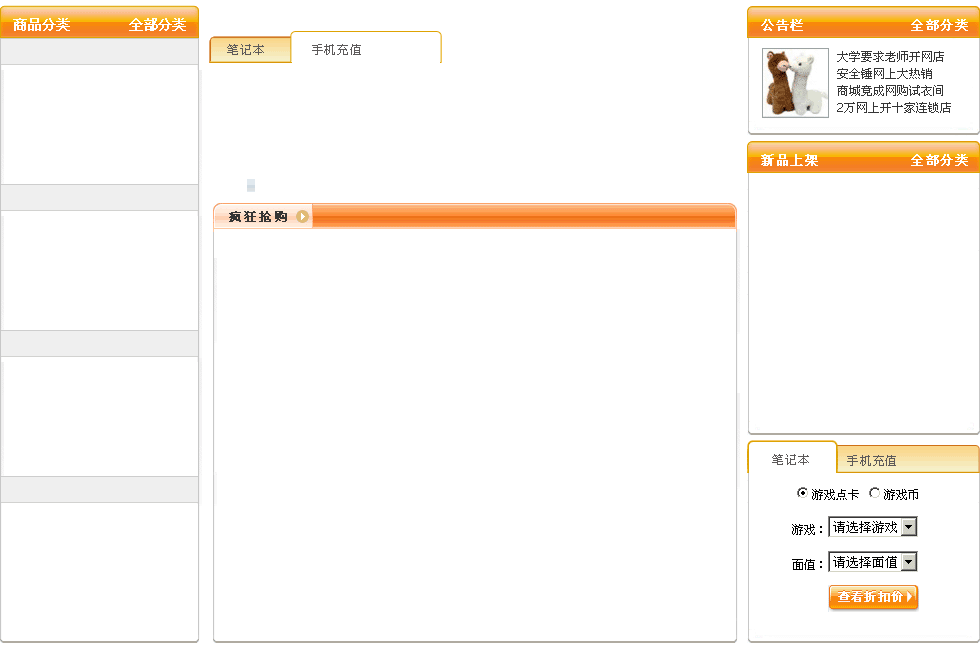 商品分类 全部分类
笔记本 手机充值
疯狂抢购
公告栏 全部分类
大学要求老师开网店
安全锤网上大热销
商城竟成网购试衣间
2万网上开十家连锁店
新品上架 全部分类
笔记本 手机充值
游戏点卡 游戏币
游戏： 请选择游戏
面值： 请选择面值
查看折扣价